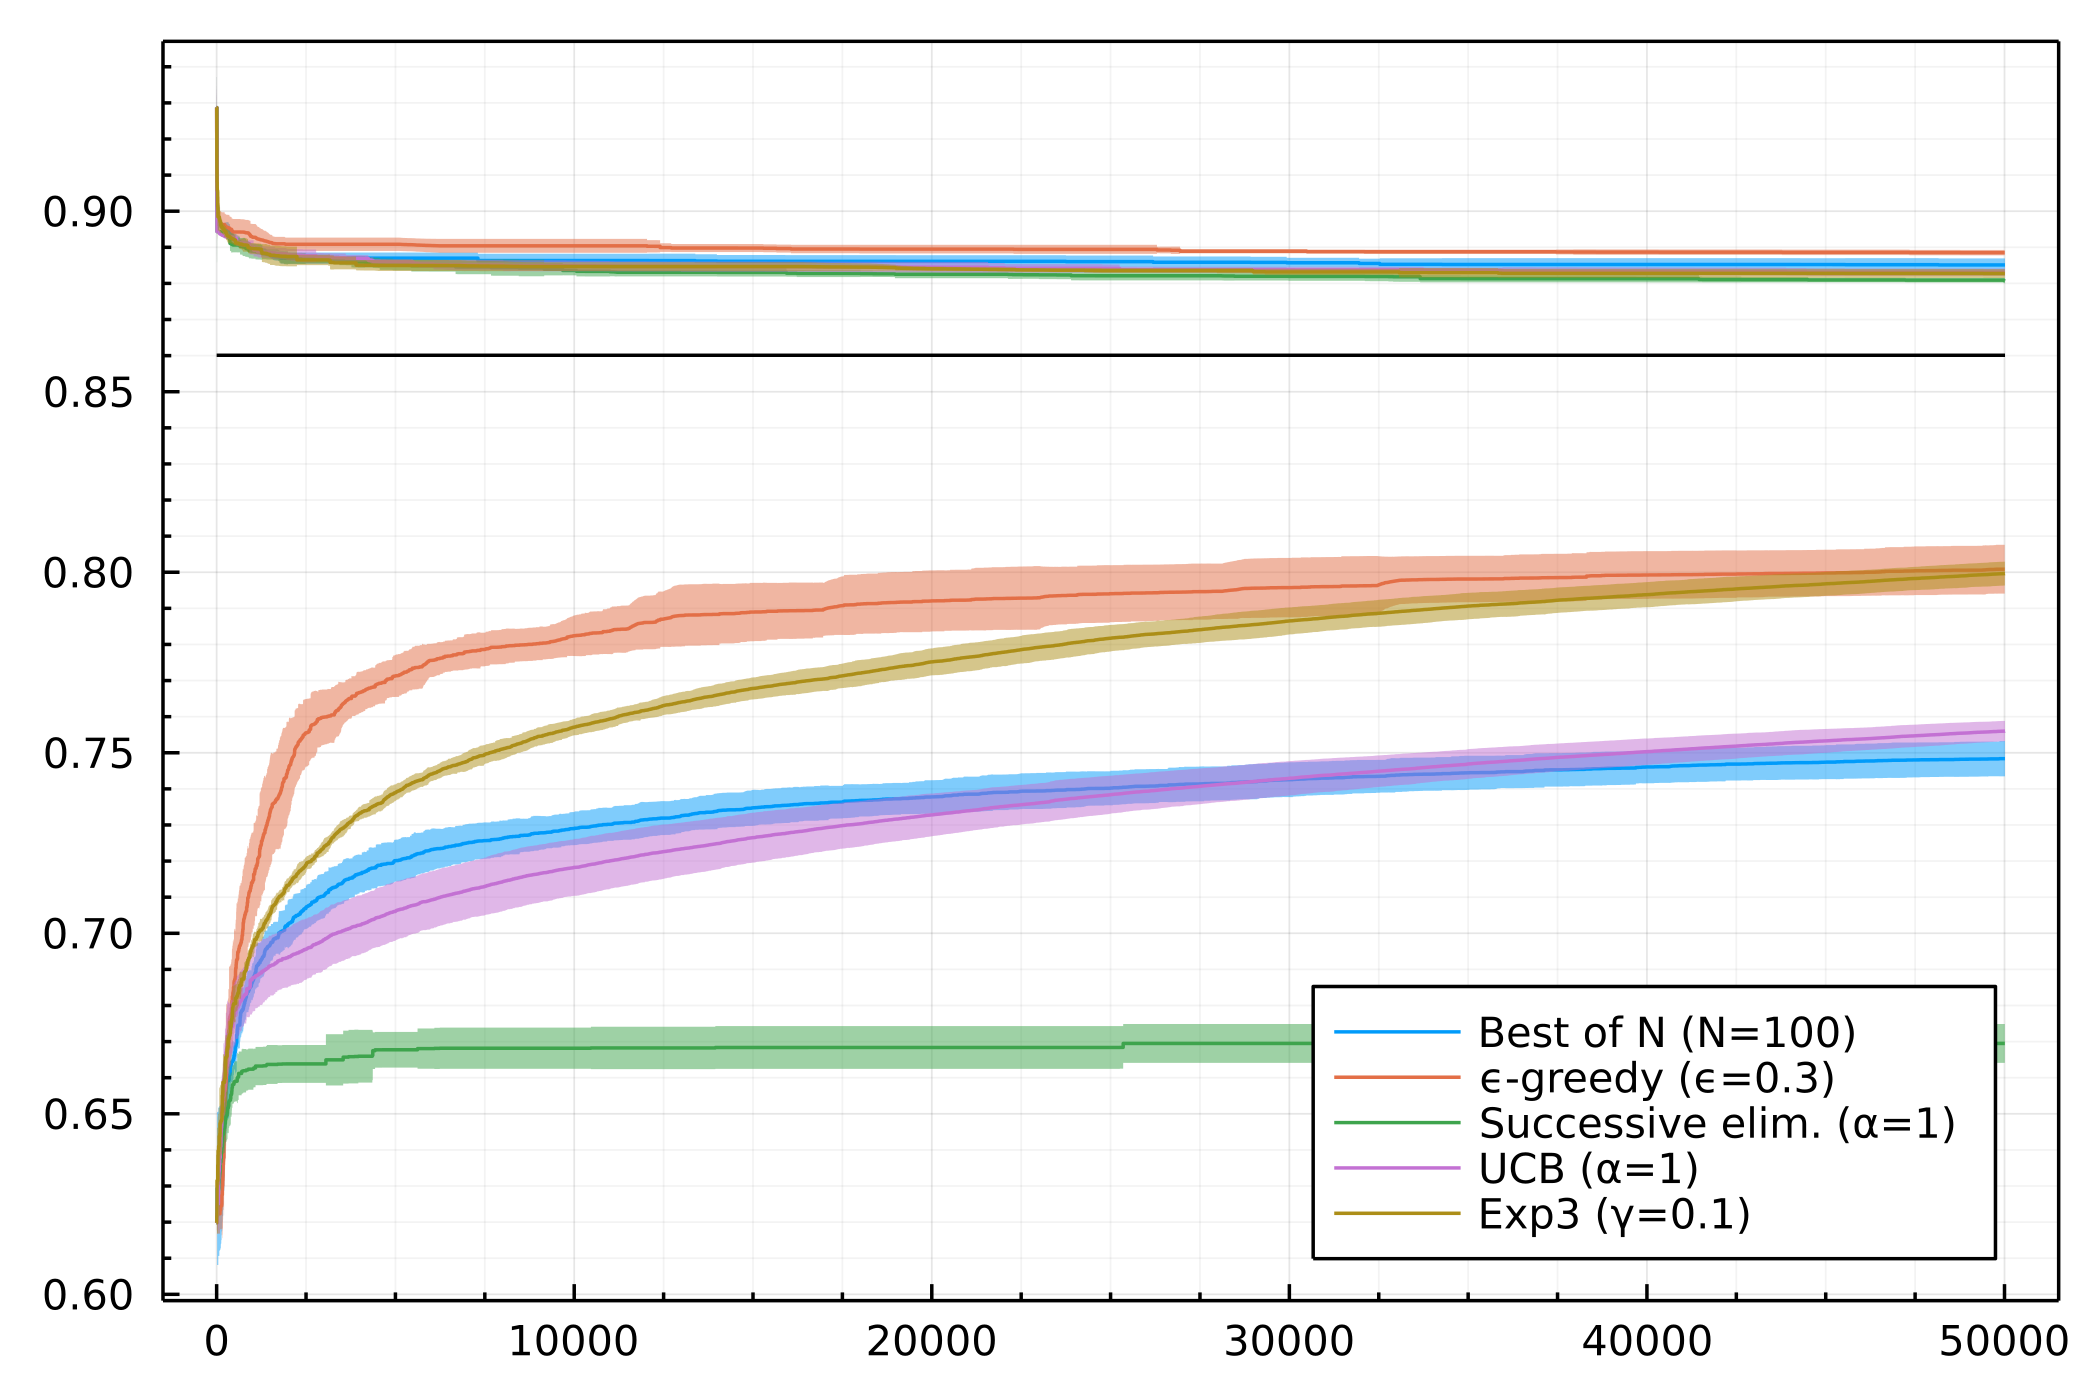 0.90
0.85
0.80
0.75
0.70
0.65
0.60
0 10000 20000 30000 40000 50000
Best of N (N=100)
ϵ-greedy (ϵ=0.3)
Successive elim. (α=1)
UCB (α=1)
Exp3 (γ=0.1)